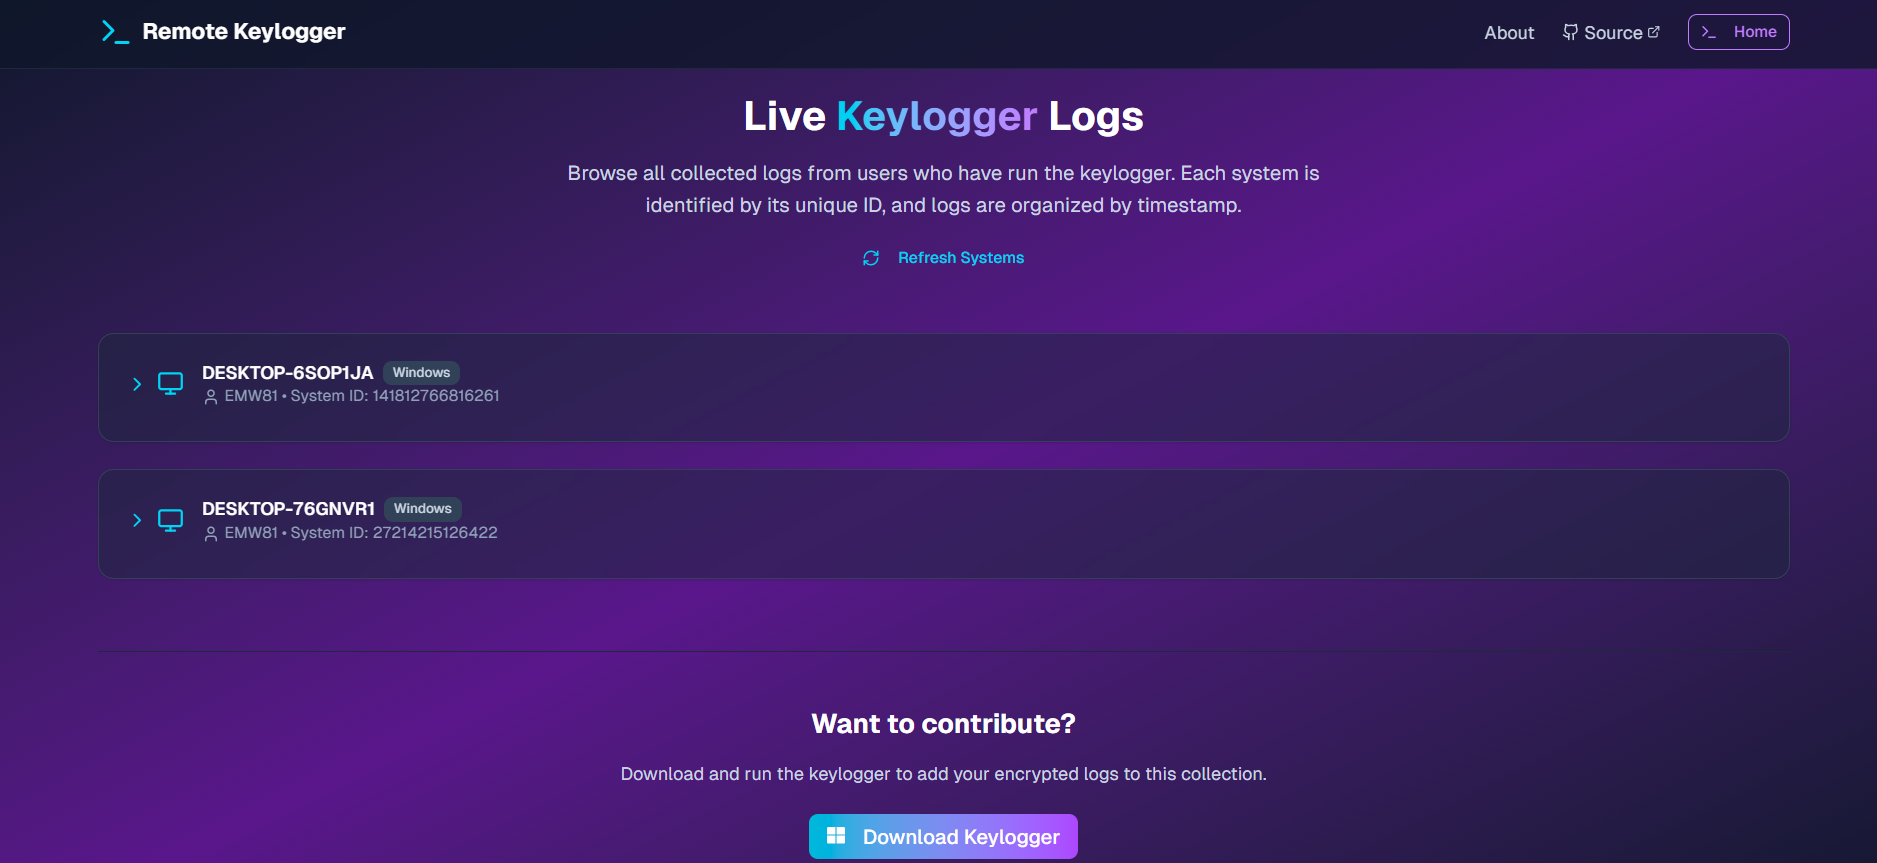 Remote Keylogger
About
Source
Home
Live Keylogger Logs
Browse all collected logs from users who have run the keylogger. Each system is
identified by its unique ID, and logs are organized by timestamp.
Refresh Systems
DESKTOP-6SOP1JA Windows
EMW81 • System ID: 141812766816261
DESKTOP-76GNVR1 Windows
EMW81 • System ID: 27214215126422
Want to contribute?
Download and run the keylogger to add your encrypted logs to this collection.
Download Keylogger